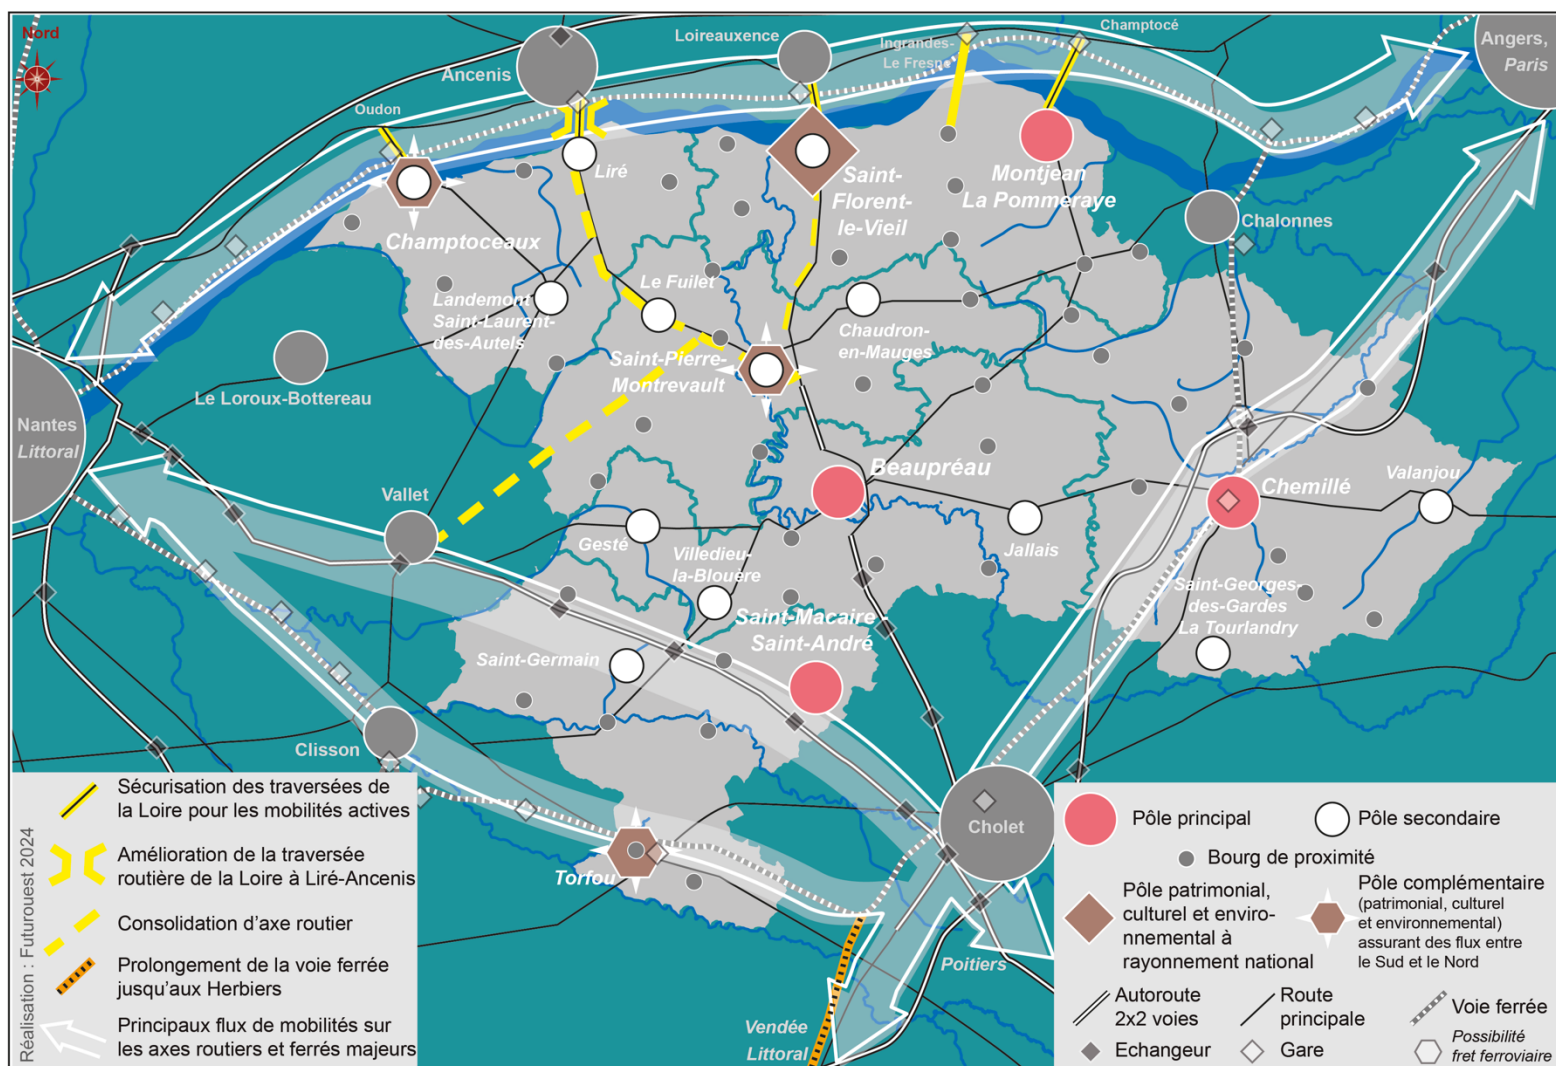 Nord
Ancenis
Oudon
Loireauxence
Ingrandes-
Le Fresne
Champtocé
Angers,
Paris
Liré
Saint-
Florent-
le-Vieil
Montjean
La Pommeraye
Chalonnes
Champtoceaux
Landemont
Saint-Laurent-
des-Autels
Le Fuilet
Chaudron-
en-Mauges
Saint-Pierre-
Montrevault
Le Loroux-Bottereau
Nantes
Littoral
Vallet
Beaupréau
Chemillé
Valanjou
Gesté
Villedieu-
la-Blouère
Jallais
Saint-Georges-
des-Gardes
La Tourlandry
Saint-Macaire
Saint-André
Saint-Germain
Clisson
Cholet
Torfou
Poitiers
Vendée
Littoral
Réalisation : Futurouest 2024
Sécurisation des traversées de
la Loire pour les mobilités actives
Amélioration de la traversée
routière de la Loire à Liré-Ancenis
Consolidation d'axe routier
Prolongement de la voie ferrée
jusqu'aux Herbiers
Principaux flux de mobilités sur
les axes routiers et ferrés majeurs
Pôle principal
Pôle secondaire
Bourg de proximité
Pôle patrimonial,
culturel et enviro-
nnemental à
rayonnement national
Pôle complémentaire
(patrimonial, culturel
et environnemental)
assurant des flux entre
le Sud et le Nord
Autoroute
2x2 voies
Route
principale
Voie ferrée
Echangeur
Gare
Possibilité
fret ferroviaire